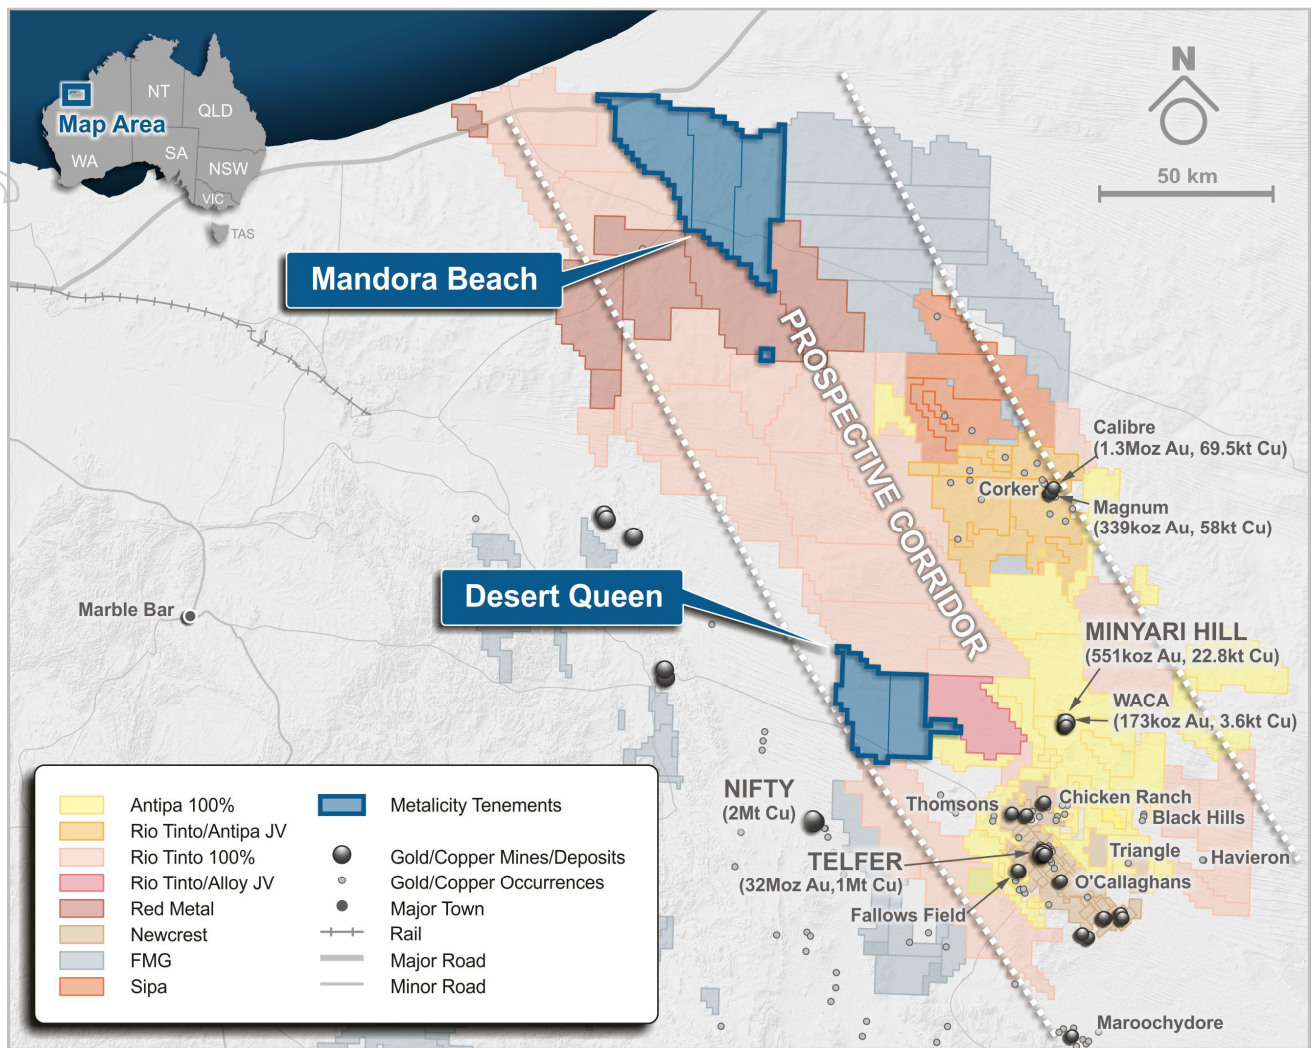 NT
QLD
Map Area
WA
SA
NSW
VIC
TAS
N
50 km
Mandora Beach
PROSPECTIVE CORRIDOR
Calibre
(1.3Moz Au, 69.5kt Cu)
Corker
Magnum
(339koz Au, 58kt Cu)
Desert Queen
Marble Bar
MINYARI HILL
(551koz Au, 22.8kt Cu)
WACA
(173koz Au, 3.6kt Cu)
NIFTY
(2Mt Cu)
Thomsons
Chicken Ranch
Black Hills
TELFER
(32Moz Au,1Mt Cu)
Triangle
Havieron
O'Callaghans
Fallows Field
Maroochydore
Antipa 100%
Rio Tinto/Antipa JV
Rio Tinto 100%
Rio Tinto/Alloy JV
Red Metal
Newcrest
FMG
Sipa
Metalicity Tenements
Gold/Copper Mines/Deposits
Gold/Copper Occurrences
Major Town
Rail
Major Road
Minor Road